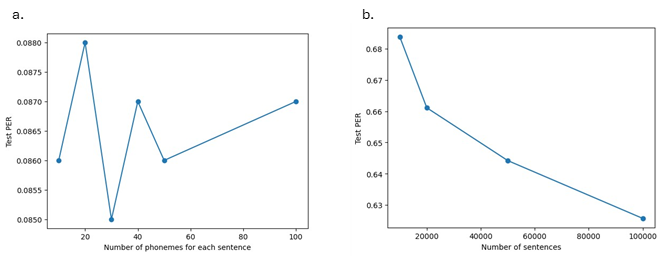 a.
0.0880
0.0875
0.0870
0.0865
0.0860
0.0855
0.0850
Test PER
20 40 60 80 100
Number of phonemes for each sentence
b.
0.68
0.67
0.66
0.65
0.64
0.63
Test PER
20000 40000 60000 80000 100000
Number of sentences